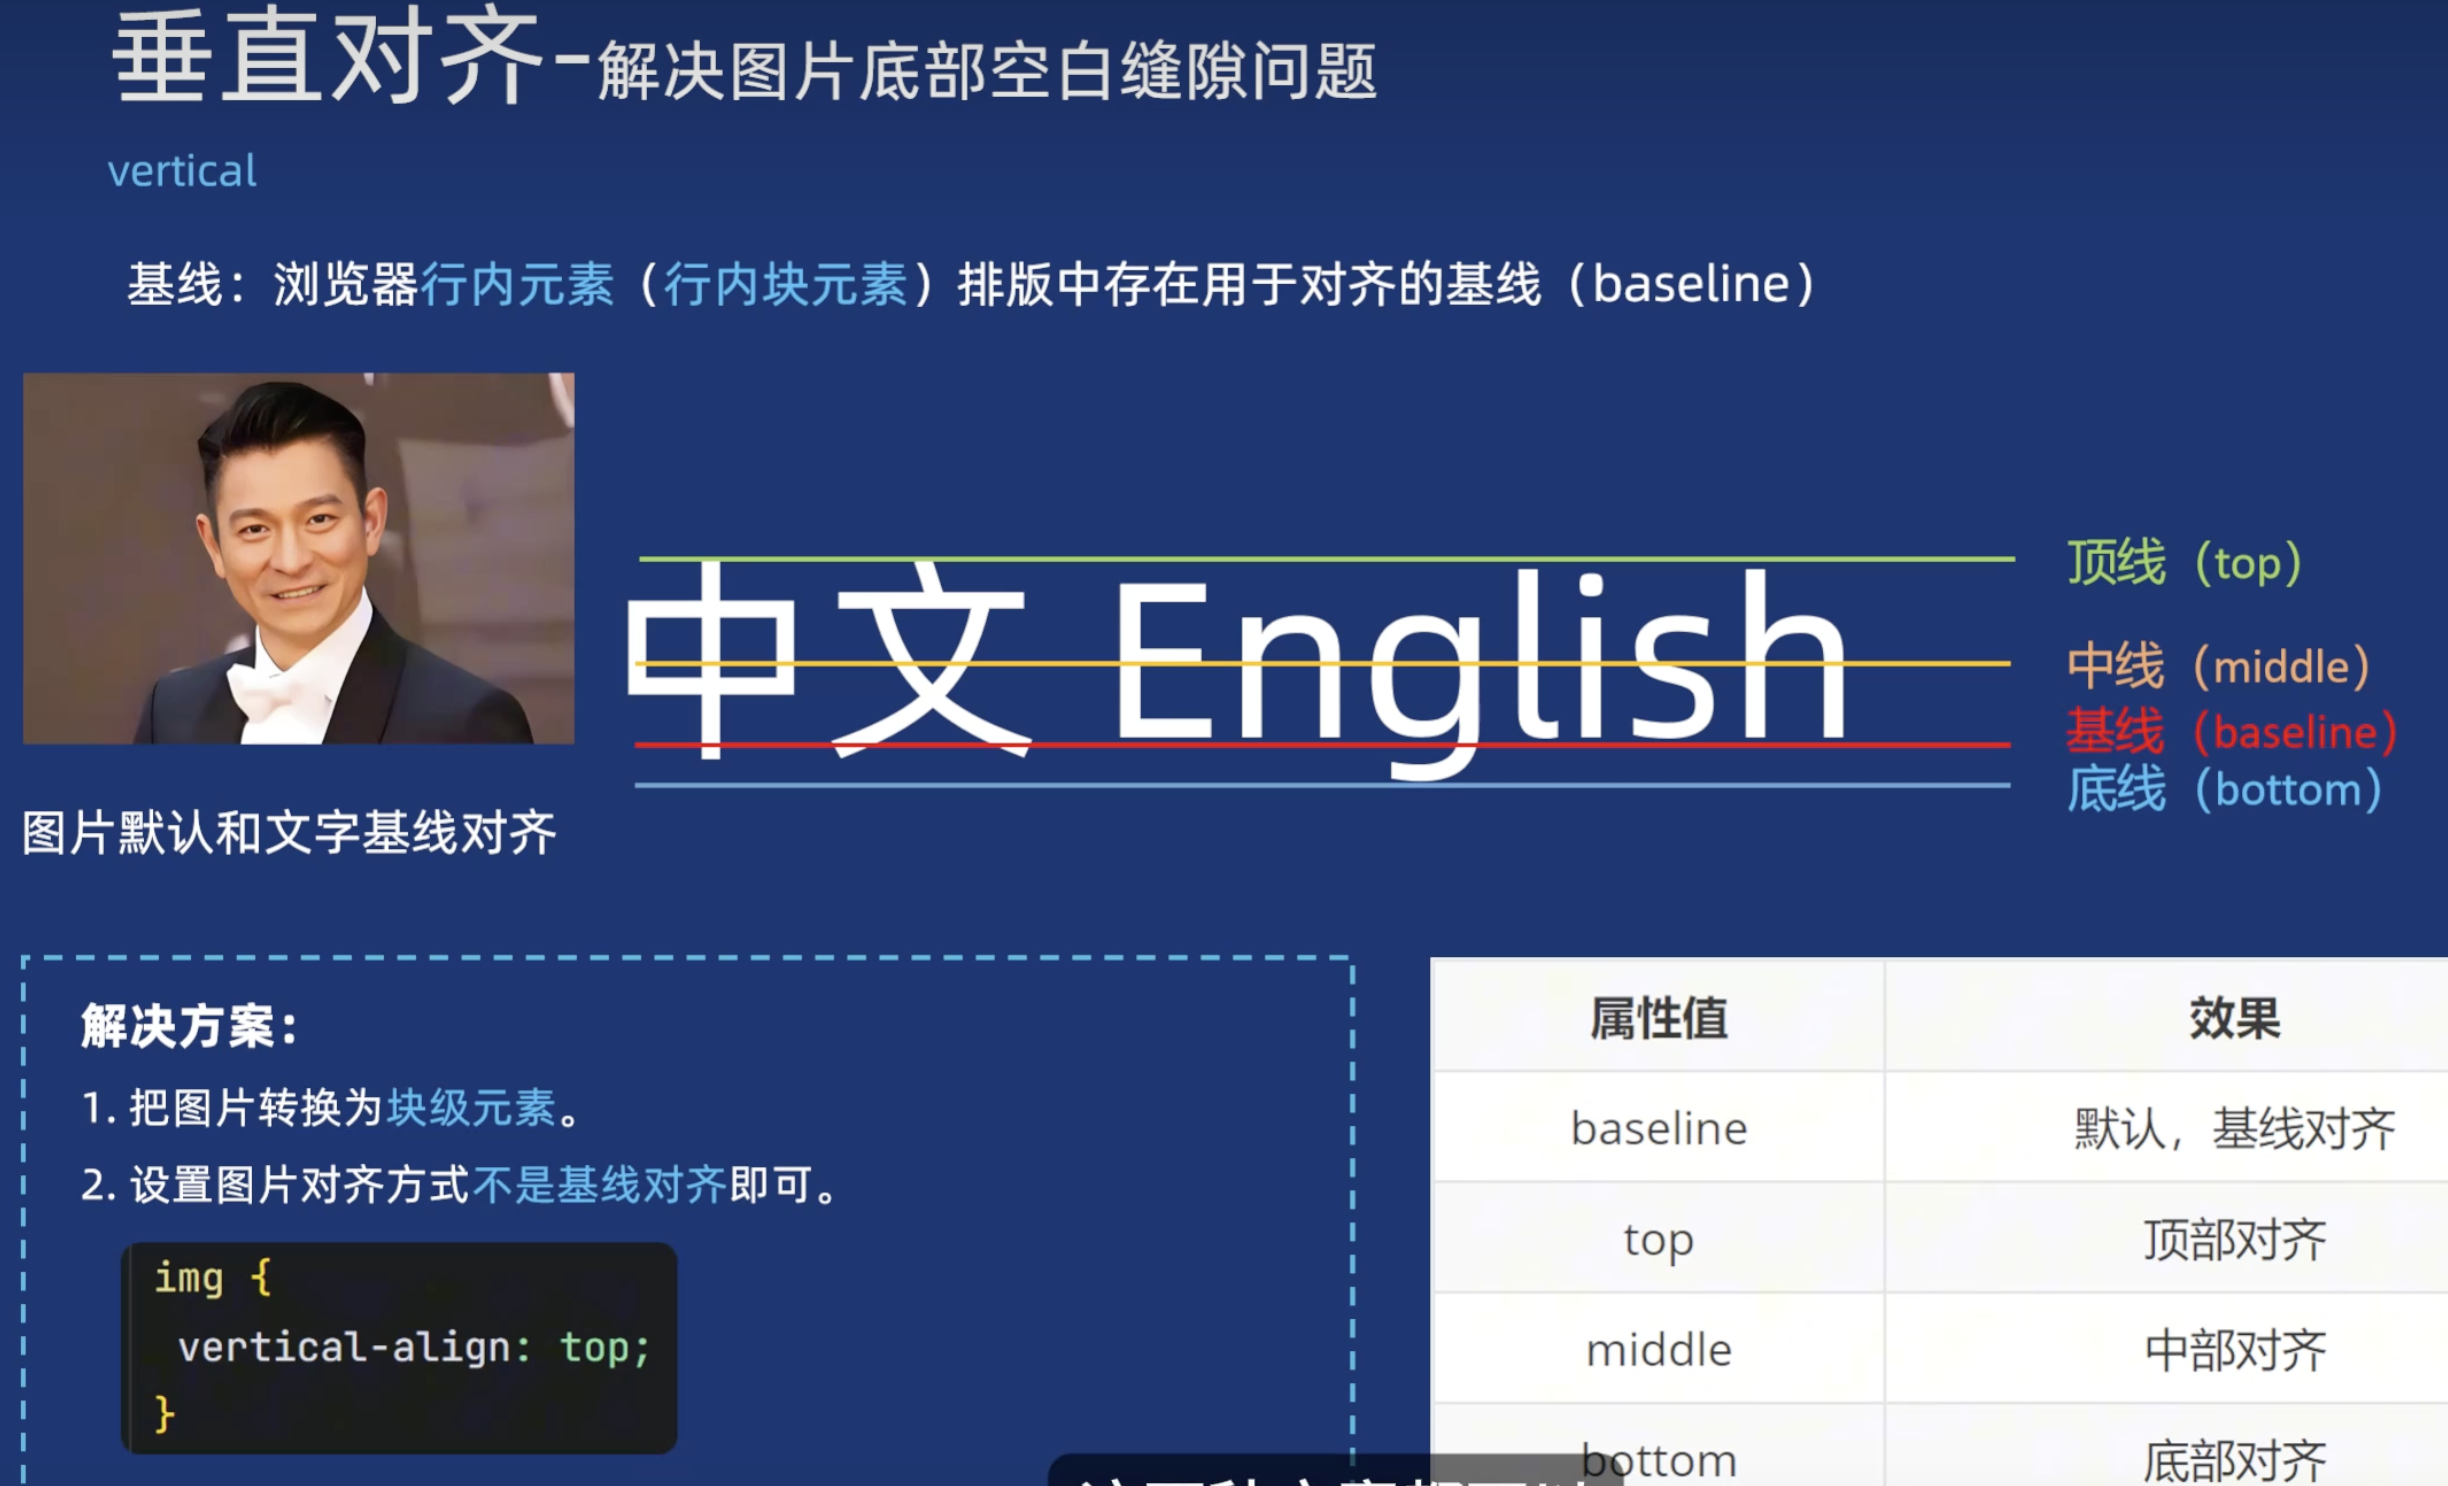 垂直对齐-解决图片底部空白缝隙问题
vertical
基线：浏览器行内元素（行内块元素）排版中存在用于对齐的基线（baseline）
中文 English
顶线（top）
中线（middle）
基线（baseline）
底线（bottom）
图片默认和文字基线对齐
解决方案：
1. 把图片转换为块级元素。
2. 设置图片对齐方式不是基线对齐即可。
img {
vertical-align: top;
}
属性值 效果
baseline 默认，基线对齐
top 顶部对齐
middle 中部对齐
bottom 底部对齐